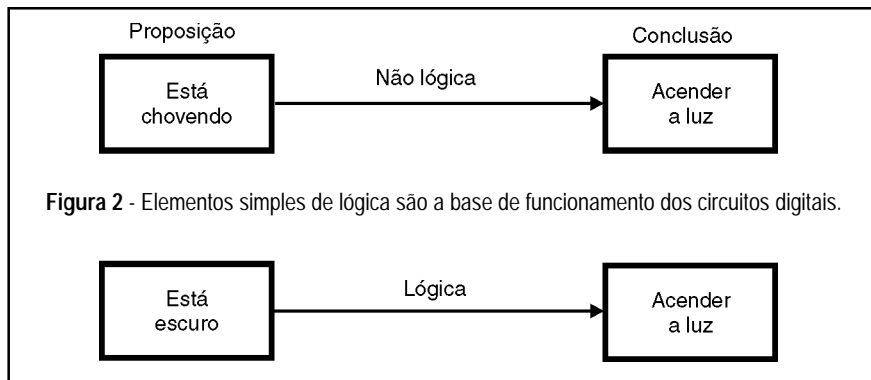 Proposição
Conclusão
Está
chovendo
Não lógica
Acender
a luz
Figura 2 - Elementos simples de lógica são a base de funcionamento dos circuitos digitais.
Está
escuro
Lógica
Acender
a luz